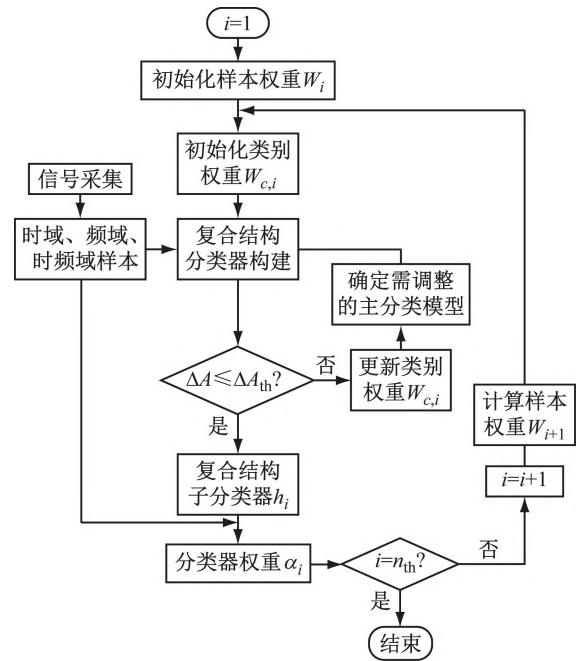 i=1
初始化样本权重W_i
初始化类别
权重W_{c,i}
信号采集
时域、频域、
时频域样本
复合结构
分类器构建
确定需调整
的主分类模型
ΔA≤ΔA_{th}?
否
更新类别
权重W_{c,i}
是
计算样本
权重W_{i+1}
复合结构
子分类器h_i
i=i+1
分类器权重α_i
i=n_{th}?
否
是
结束